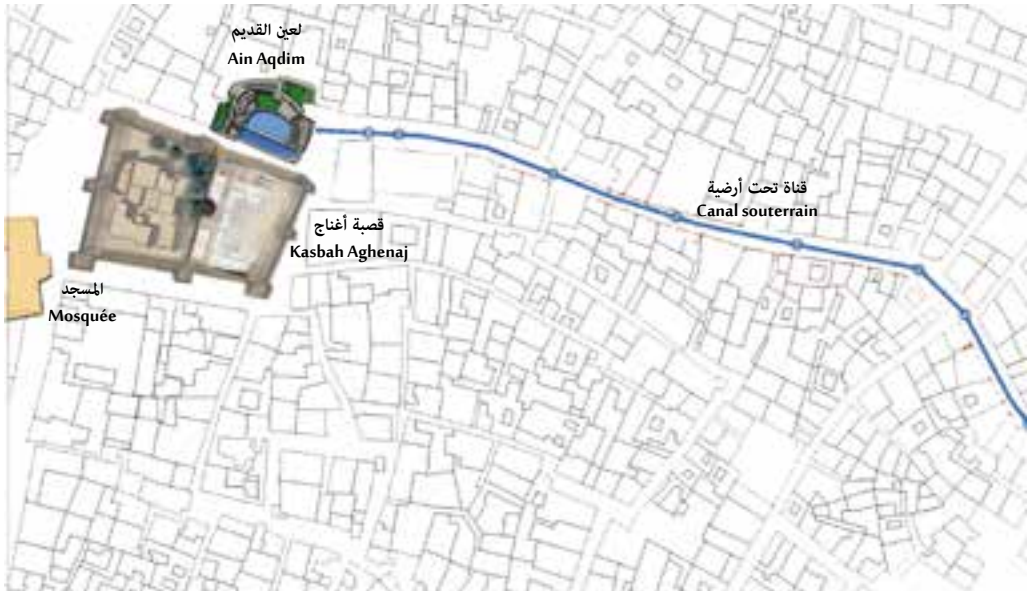 لعين القديم
Ain Aqdim
قناة تحت أرضية
Canal souterrain
قصبة أغناج
Kasbah Aghenaj
المسجد
Mosquée